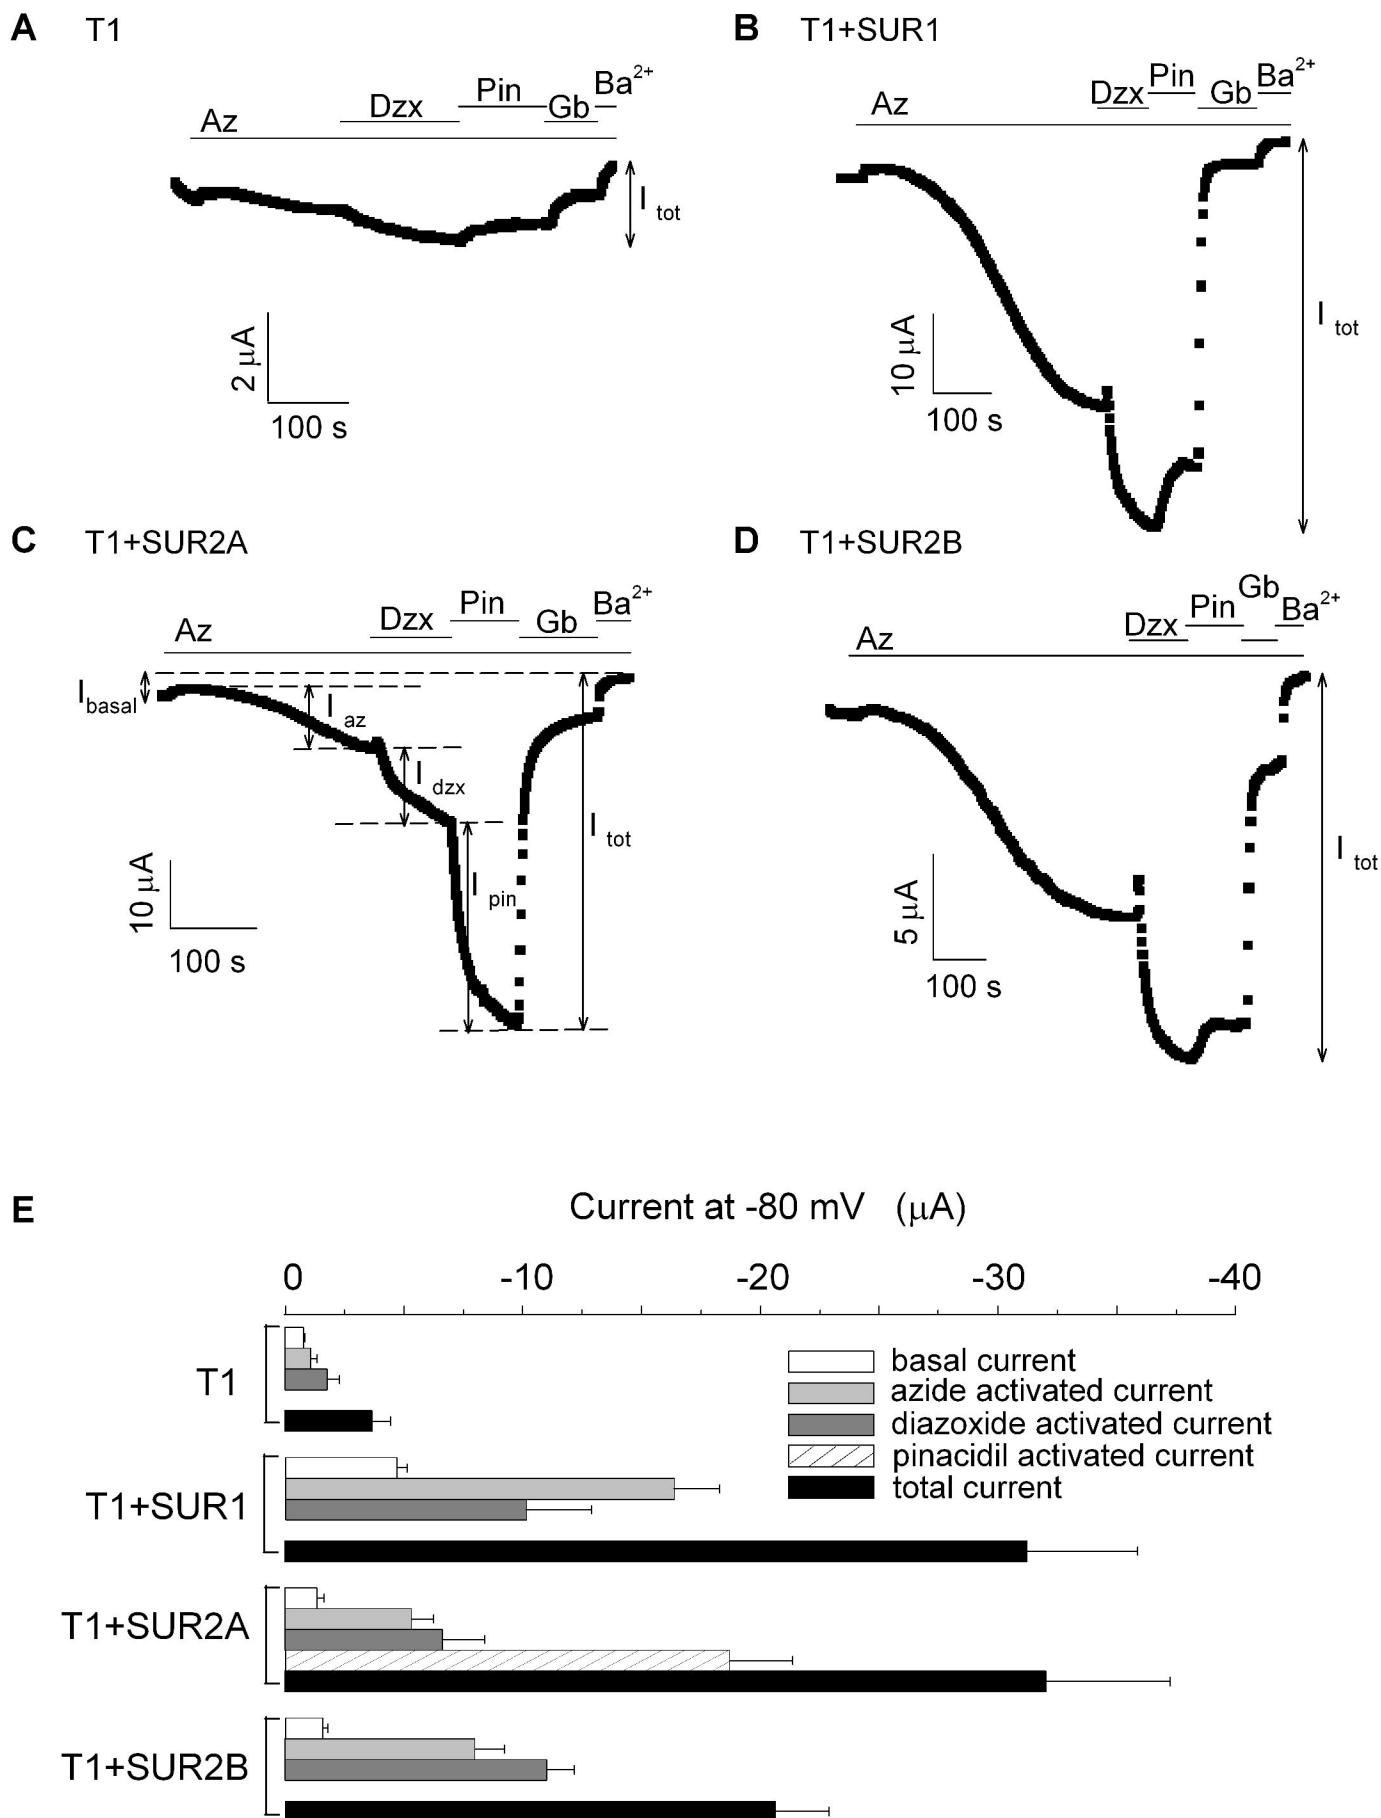 A T1
Pin
Ba2+
Dzx
Gb
Az
I tot
2 µA
100 s
B T1+SUR1
Pin
Ba2+
Dzx
Gb
Az
I tot
10 µA
100 s
C T1+SUR2A
Pin
Ba2+
Dzx
Gb
Az
Ibasal
I az
I dzx
I tot
I pin
10 µA
100 s
D T1+SUR2B
Gb
Pin
Ba2+
Dzx
Az
I tot
5 µA
100 s
E Current at -80 mV (µA)
0 -10 -20 -30 -40
T1
T1+SUR1
T1+SUR2A
T1+SUR2B
basal current
azide activated current
diazoxide activated current
pinacidil activated current
total current